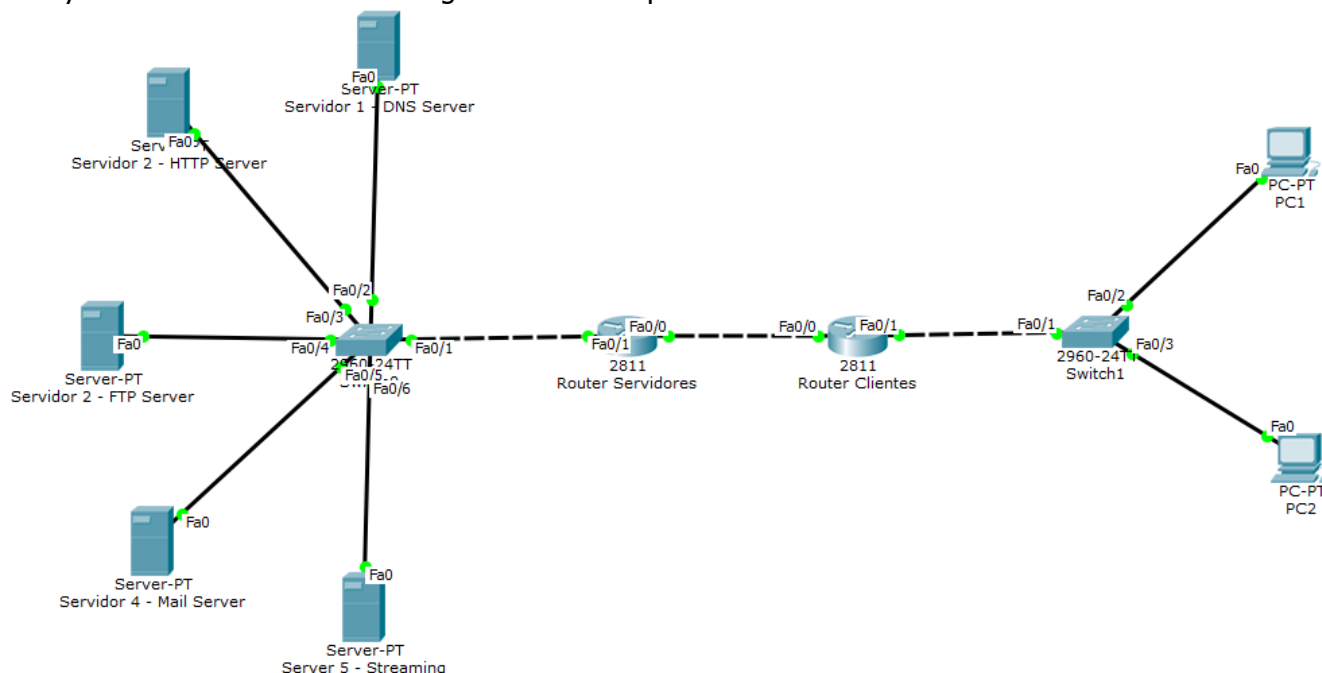 Fa0
Server-PT
Servidor 1 - DNS Server
Fa0
Servidor 2 - HTTP Server
Fa0
PC-PT
PC1
Fa0/2
Fa0/3
Fa0/4
Fa0/1
Fa0/5
Fa0/6
Fa0
Server-PT
Servidor 2 - FTP Server
Fa0/1
Fa0/0
2811
Router Servidores
Fa0/0
Fa0/1
2811
Router Clientes
Fa0/2
Fa0/1
Fa0/3
Switch1
Fa0
PC-PT
PC2
Fa0
Server-PT
Servidor 4 - Mail Server
Fa0
Server-PT
Server 5 - Streaming